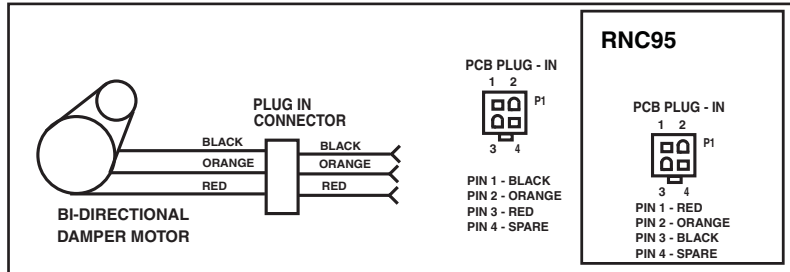 BLACK
ORANGE
RED
BI-DIRECTIONAL
DAMPER MOTOR
PLUG IN
CONNECTOR
BLACK
ORANGE
RED
PCB PLUG - IN
1 2
P1
3 4
PIN 1 - BLACK
PIN 2 - ORANGE
PIN 3 - RED
PIN 4 - SPARE
RNC95
PCB PLUG - IN
1 2
P1
3 4
PIN 1 - RED
PIN 2 - ORANGE
PIN 3 - BLACK
PIN 4 - SPARE